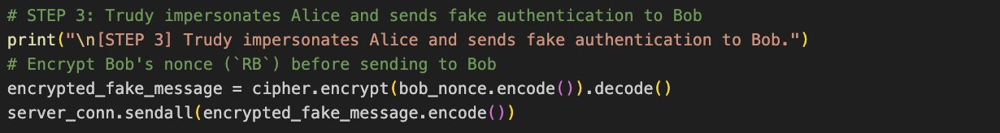 # STEP 3: Trudy impersonates Alice and sends fake authentication to Bob
print("\n[STEP 3] Trudy impersonates Alice and sends fake authentication to Bob.")
# Encrypt Bob's nonce (`RB`) before sending to Bob
encrypted_fake_message = cipher.encrypt(bob_nonce.encode()).decode()
server_conn.sendall(encrypted_fake_message.encode())